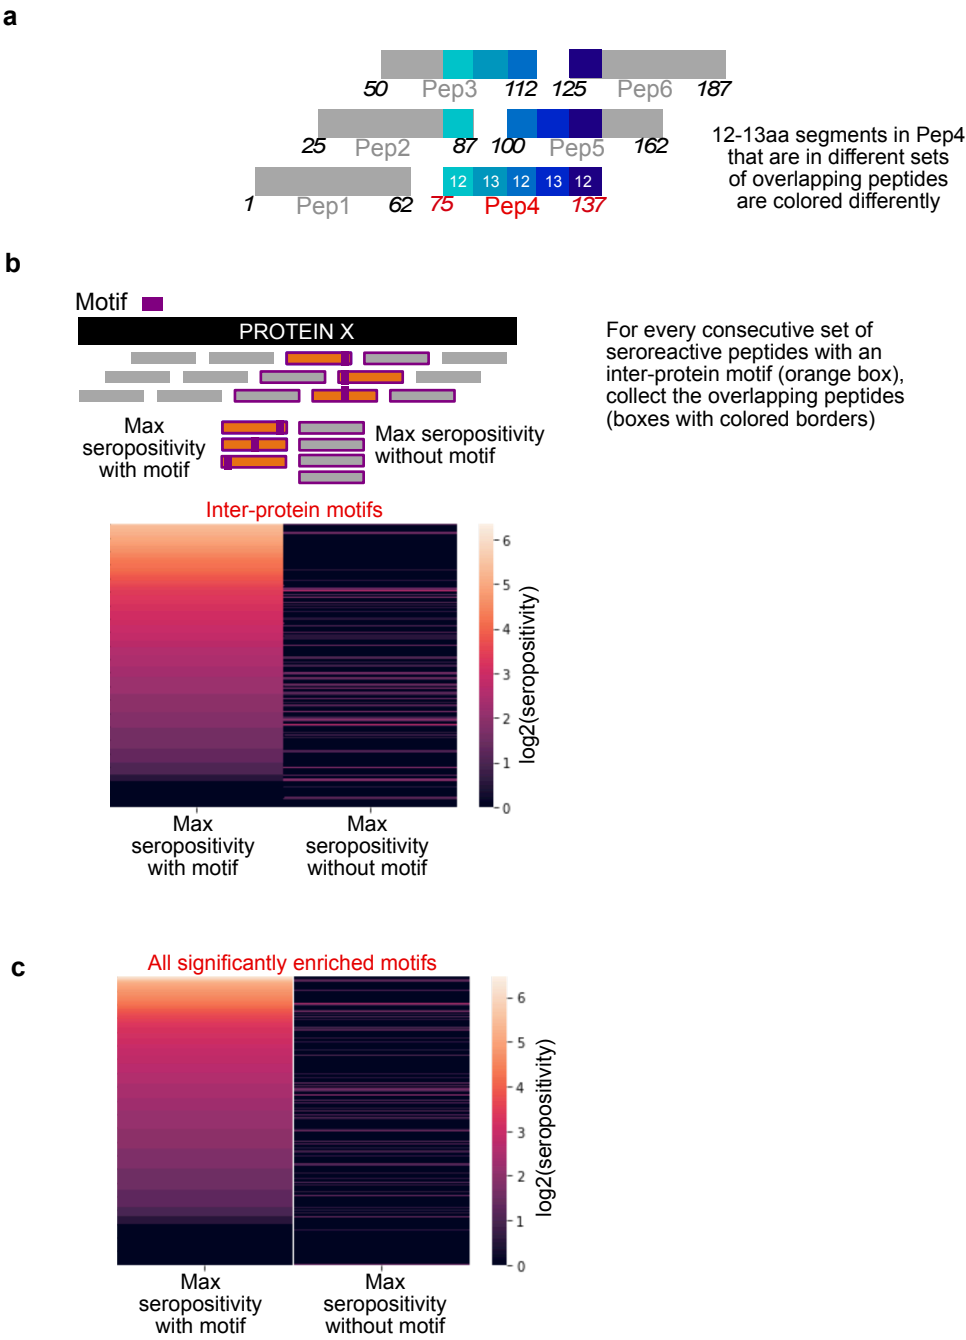 a
Pep3
50
112
125
Pep6
187
25
Pep2
87
100
Pep5
162
12 13 12 13 12
1
Pep1
62
75
Pep4
137
12-13aa segments in Pep4
that are in different sets
of overlapping peptides
are colored differently
b
Motif
PROTEIN X
For every consecutive set of
seroreactive peptides with an
inter-protein motif (orange box),
collect the overlapping peptides
(boxes with colored borders)
Max
seropositivity
with motif
Max seropositivity
without motif
Inter-protein motifs
6
5
4
3
2
1
0
log2(seropositivity)
Max
seropositivity
with motif
Max
seropositivity
without motif
c
All significantly enriched motifs
6
5
4
3
2
1
0
log2(seropositivity)
Max
seropositivity
with motif
Max
seropositivity
without motif